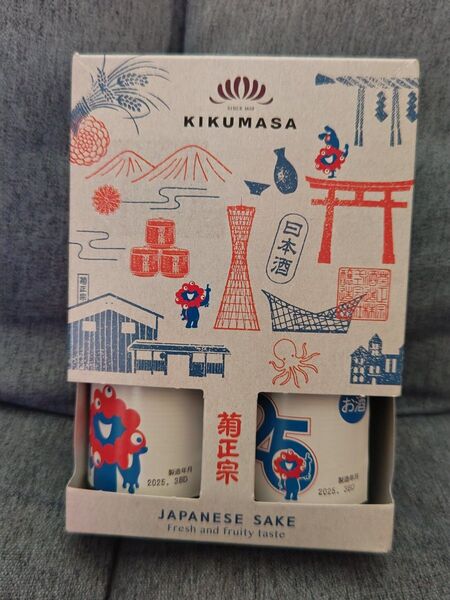 SINCE 1659
KIKUMASA
日本酒
菊正宗
お酒
25
製造年月
2025. 3BD
製造年月
2025. 3BD
菊正宗
JAPANESE SAKE
Fresh and fruity taste